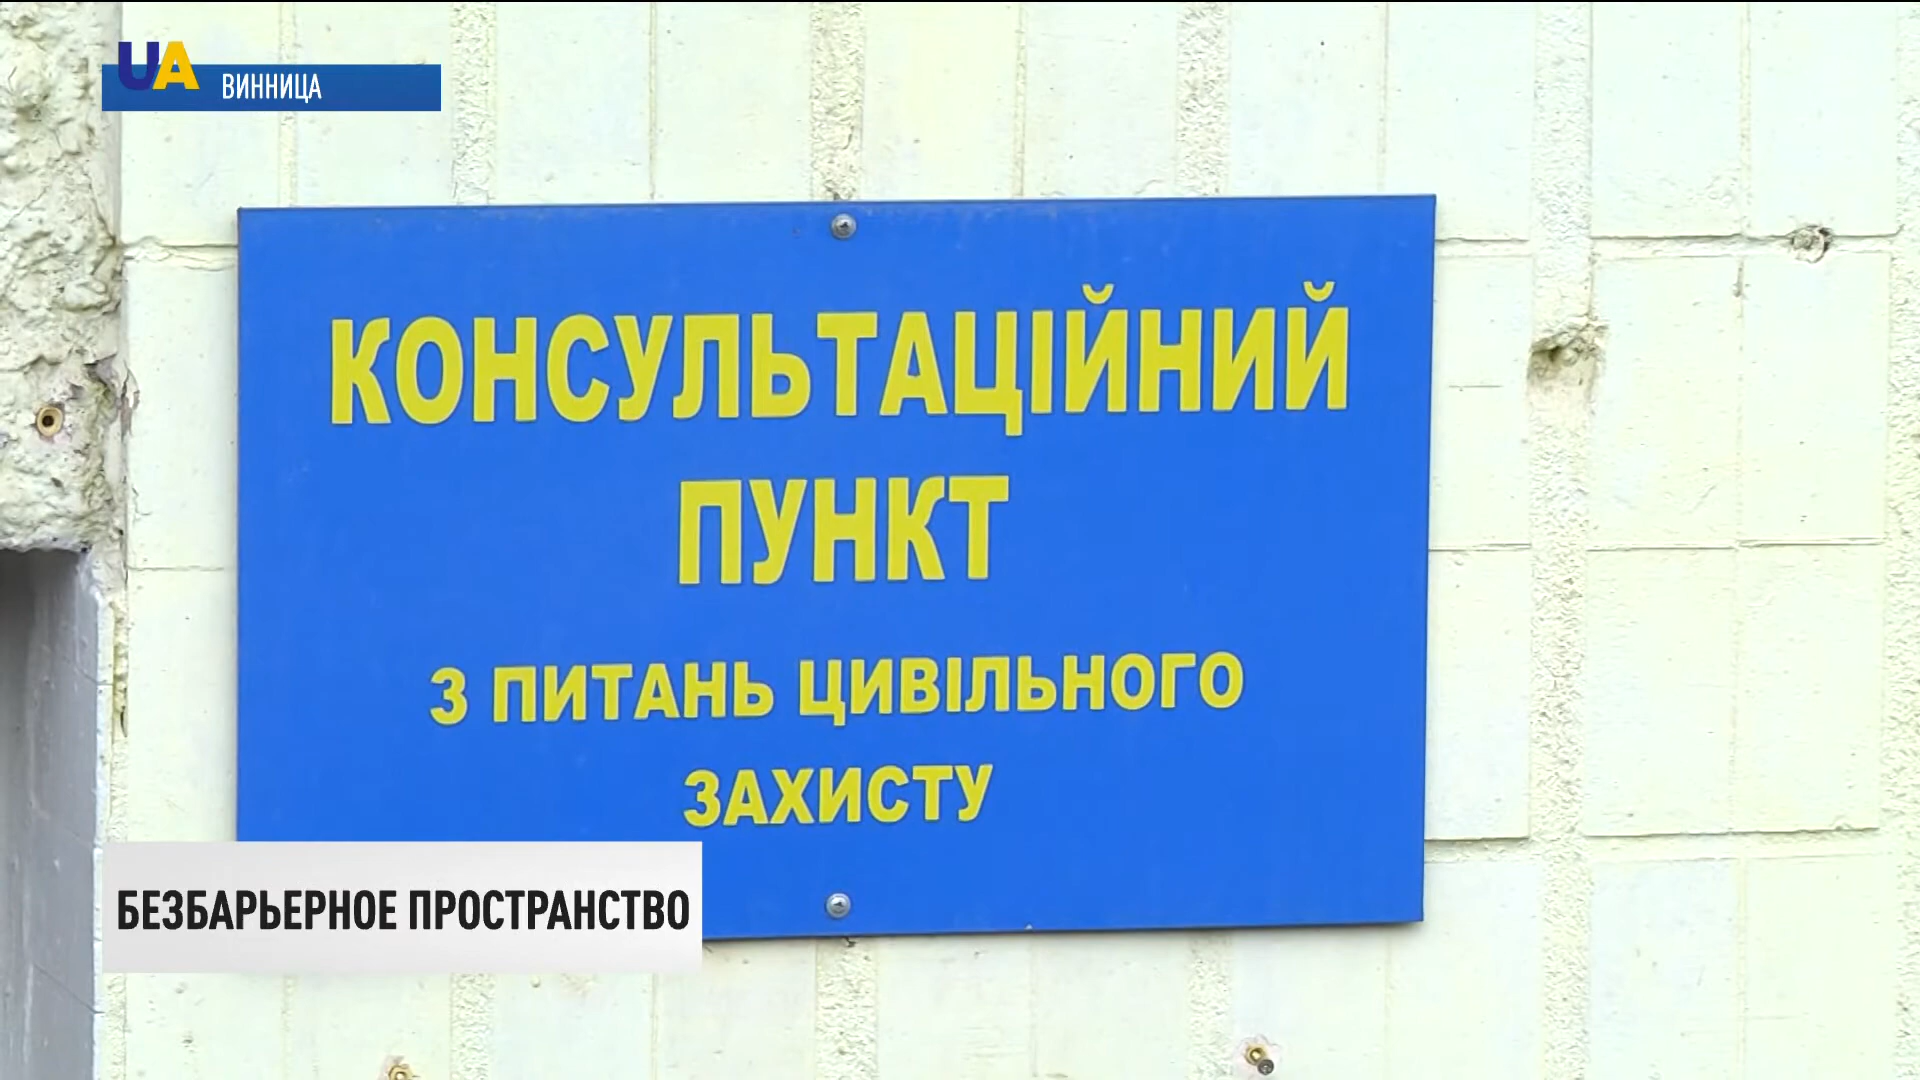 UA
ВИННИЦА
КОНСУЛЬТАЦІЙНИЙ
ПУНКТ
З ПИТАНЬ ЦИВІЛЬНОГО
ЗАХИСТУ
БЕЗБАРЬЕРНОЕ ПРОСТРАНСТВО